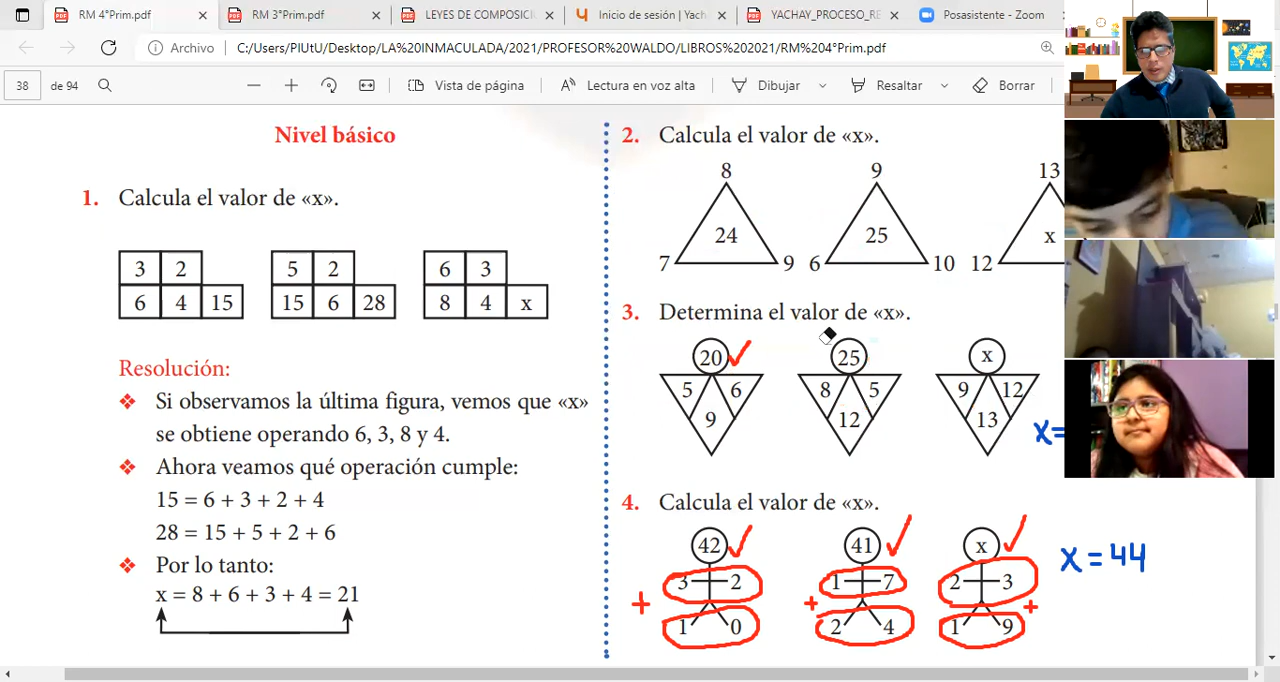 RM 4°Prim.pdf
RM 3°Prim.pdf
LEYES DE COMPOSICI
Inicio de sesión | Yach
YACHAY_PROCESO_RE
Posasistente - Zoom
Archivo
C:/Users/PIUtU/Desktop/LA%20INMACULADA/2021/PROFESOR%20WALDO/LIBROS%202021/RM%204°Prim.pdf
38 de 94
Vista de página
Lectura en voz alta
Dibujar
Resaltar
Borrar
Nivel básico
1. Calcula el valor de «x».
3 2
6 4 15
5 2
15 6 28
6 3
8 4 x
Resolución:
Si observamos la última figura, vemos que «x»
se obtiene operando 6, 3, 8 y 4.
Ahora veamos qué operación cumple:
15 = 6 + 3 + 2 + 4
28 = 15 + 5 + 2 + 6
Por lo tanto:
x = 8 + 6 + 3 + 4 = 21
2. Calcula el valor de «x».
8 9 13
24 25 x
7 9 6 10 12
3. Determina el valor de «x».
20 25 x
5 6 8 5 9 12
9 12 13
x=
4. Calcula el valor de «x».
42 41 x
3 2 1 7 2 3
+ + +
1 0 2 4 1 9
x = 44